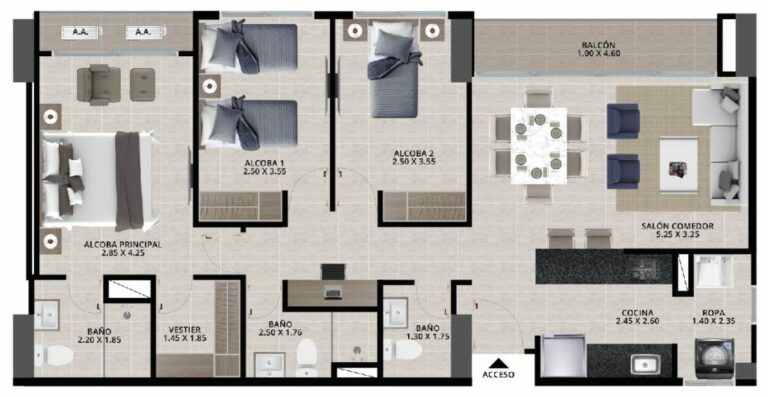 A.A.
A.A.
BALCÓN
1.00 X 4.60
ALCOBA 1
2.50 X 3.55
ALCOBA 2
2.50 X 3.55
SALÓN COMEDOR
5.25 X 3.25
ALCOBA PRINCIPAL
2.85 X 4.25
BAÑO
2.20 X 1.85
VESTIER
1.45 X 1.85
BAÑO
2.50 X 1.76
BAÑO
1.30 X 1.75
COCINA
2.45 X 2.60
ROPA
1.40 X 2.35
ACCESO